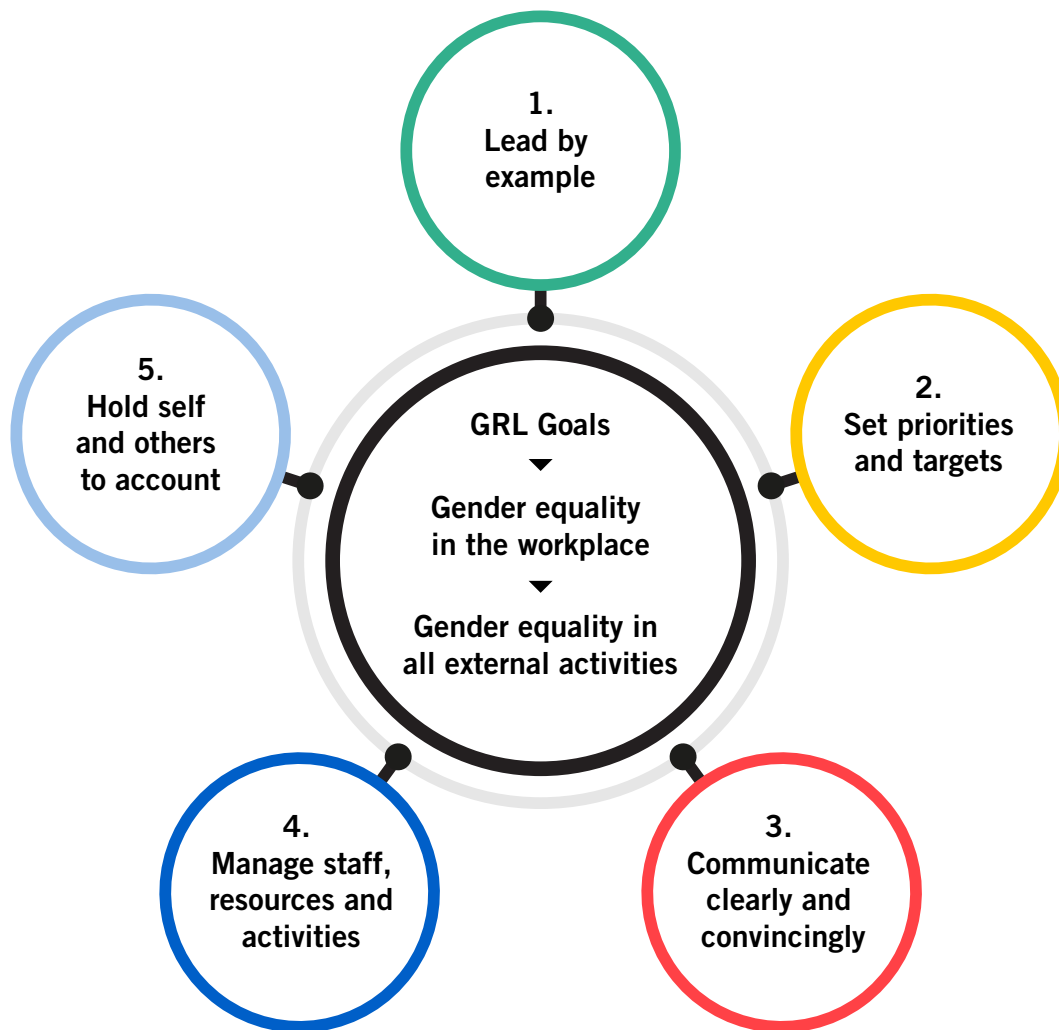 1.
Lead by
example
2.
Set priorities
and targets
3.
Communicate
clearly and
convincingly
4.
Manage staff,
resources and
activities
5.
Hold self
and others
to account
GRL Goals
Gender equality
in the workplace
Gender equality in
all external activities